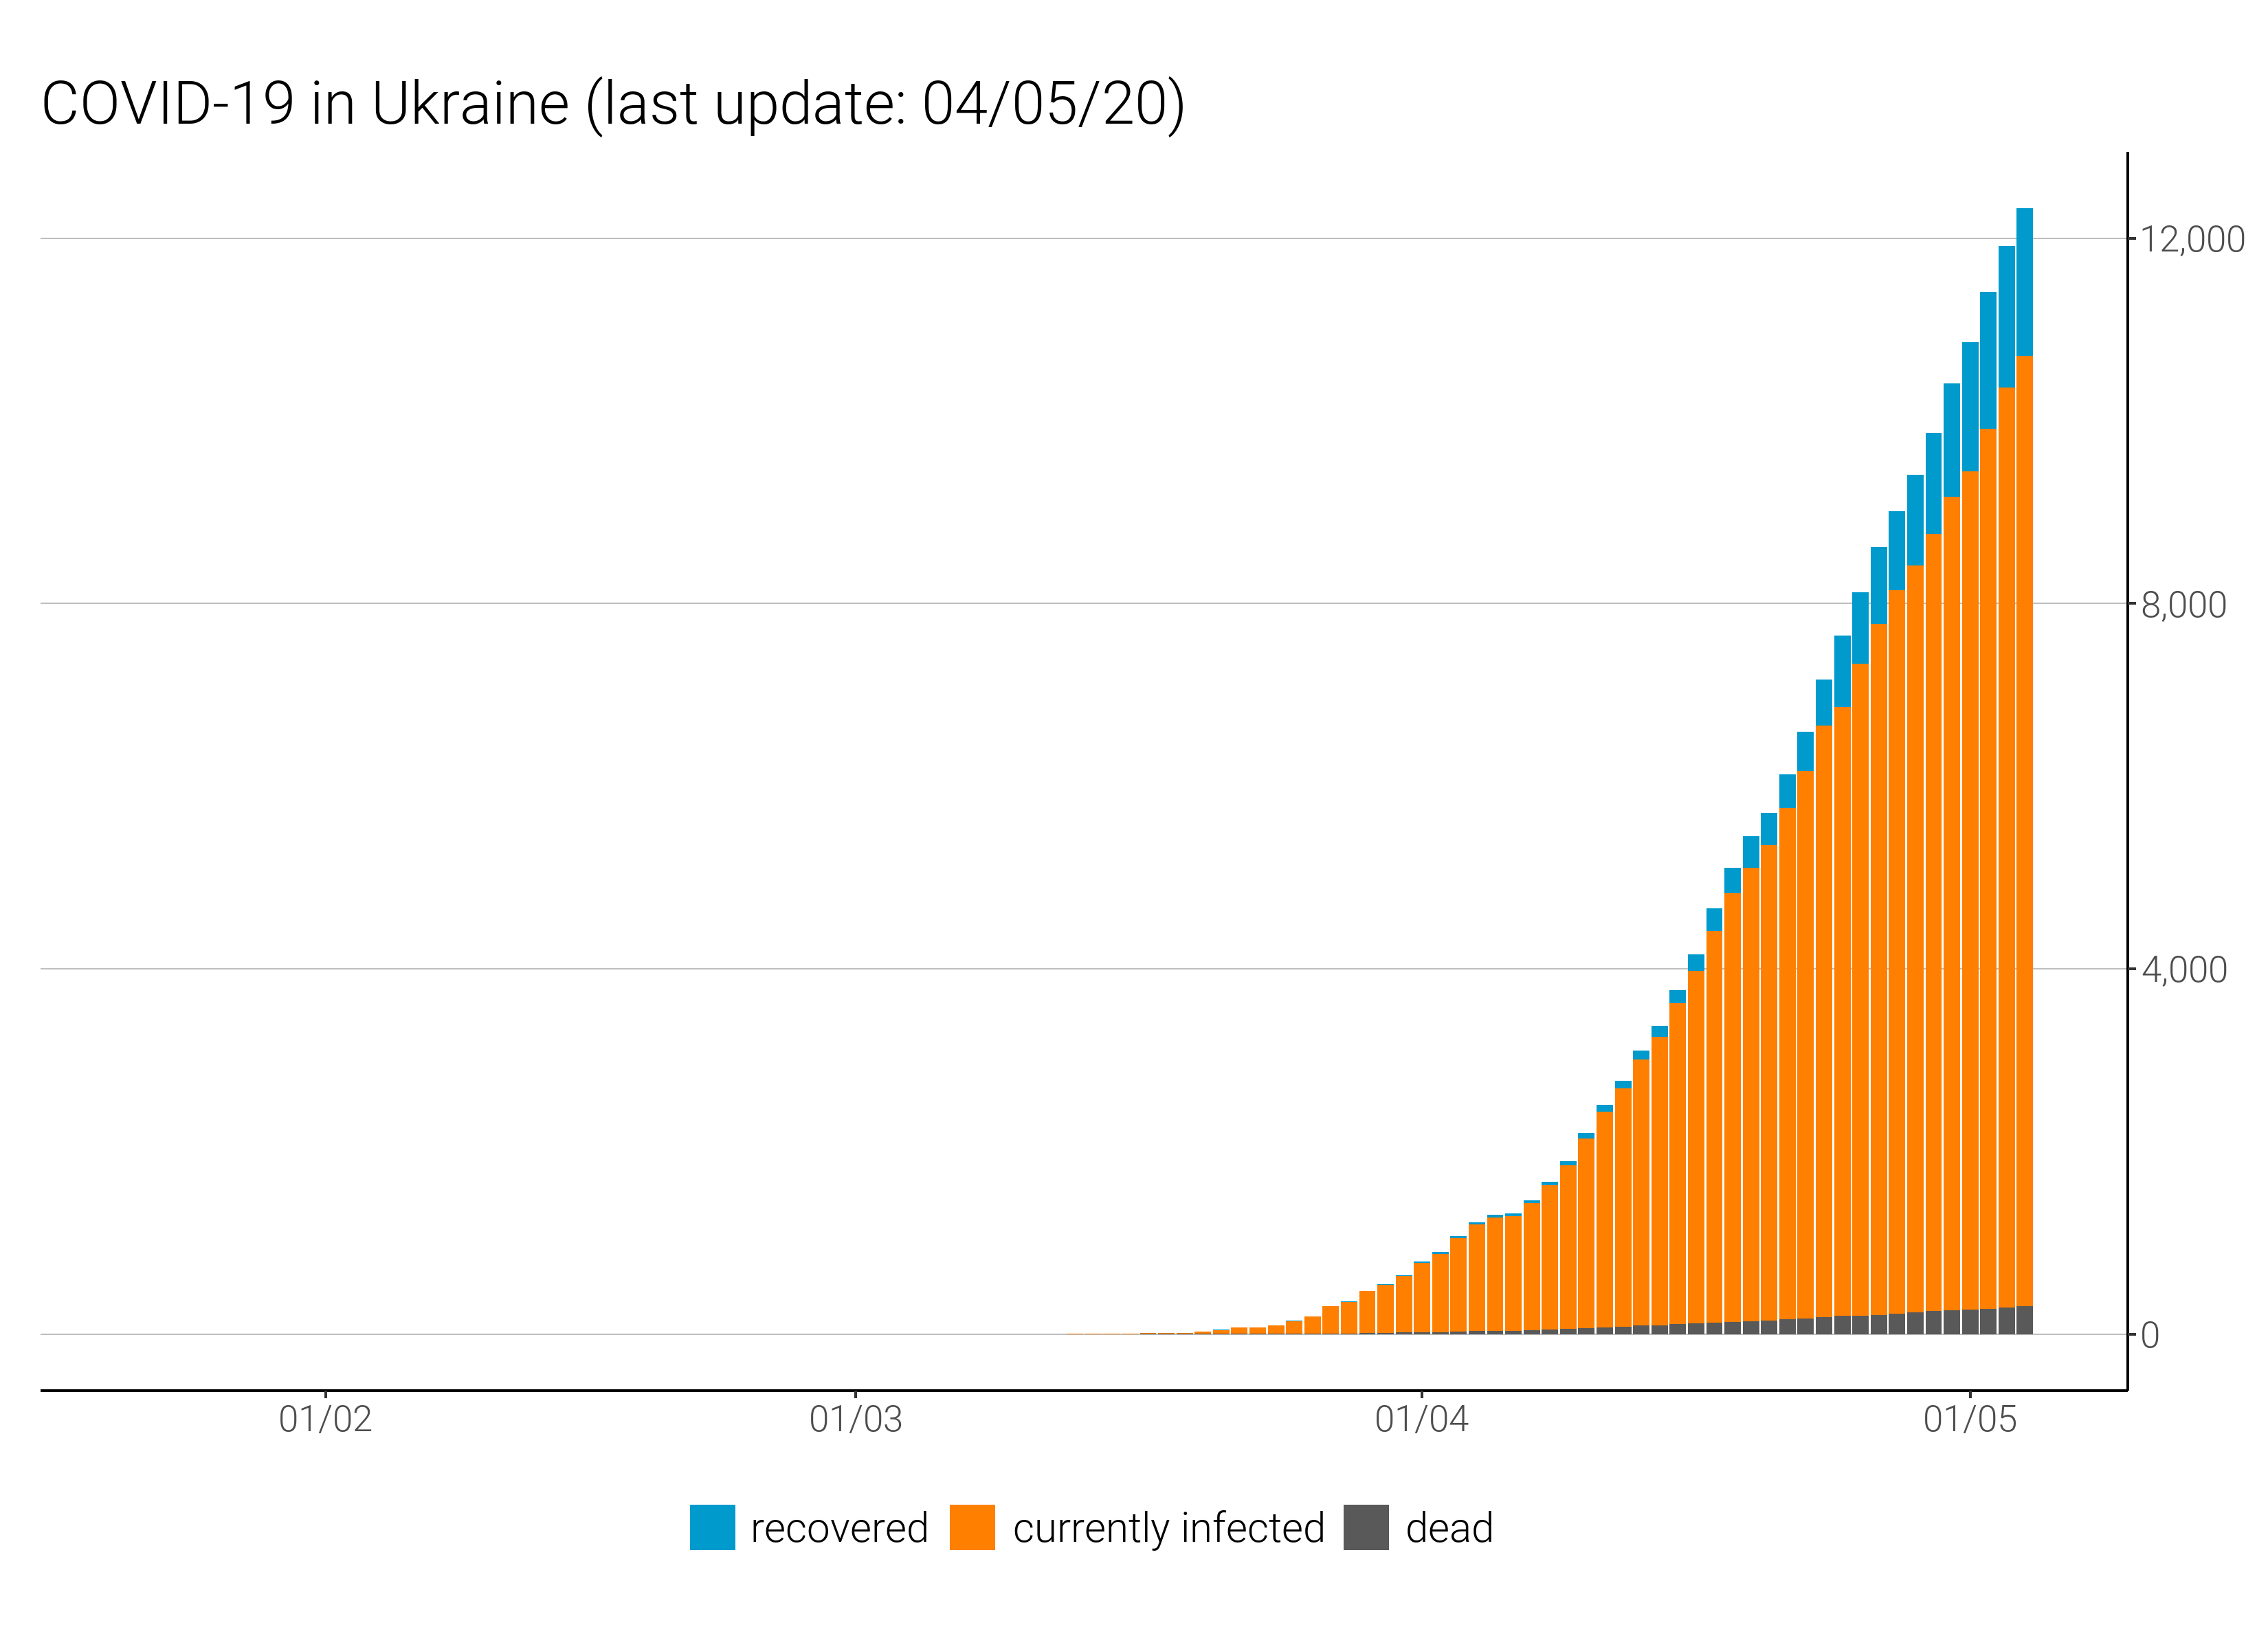 COVID-19 in Ukraine (last update: 04/05/20)
12,000
8,000
4,000
0
01/02 01/03 01/04 01/05
recovered currently infected dead